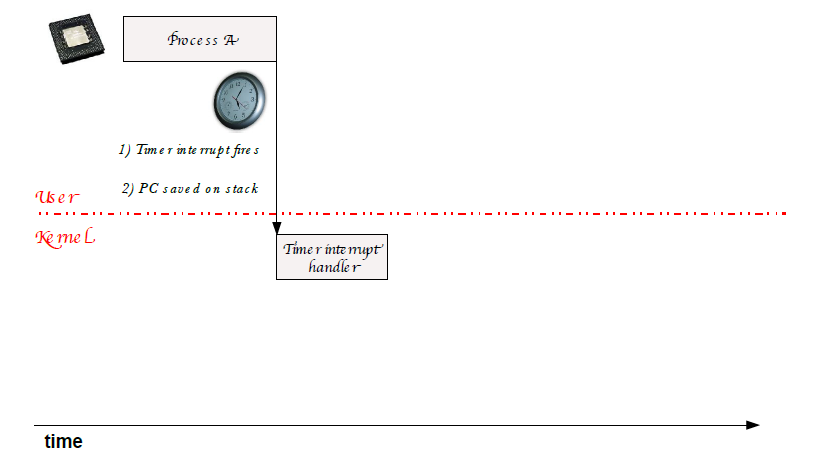 Process A
1) Timer interrupt fires
2) PC saved on stack
User
Kernel
Timer interrupt
handler
time